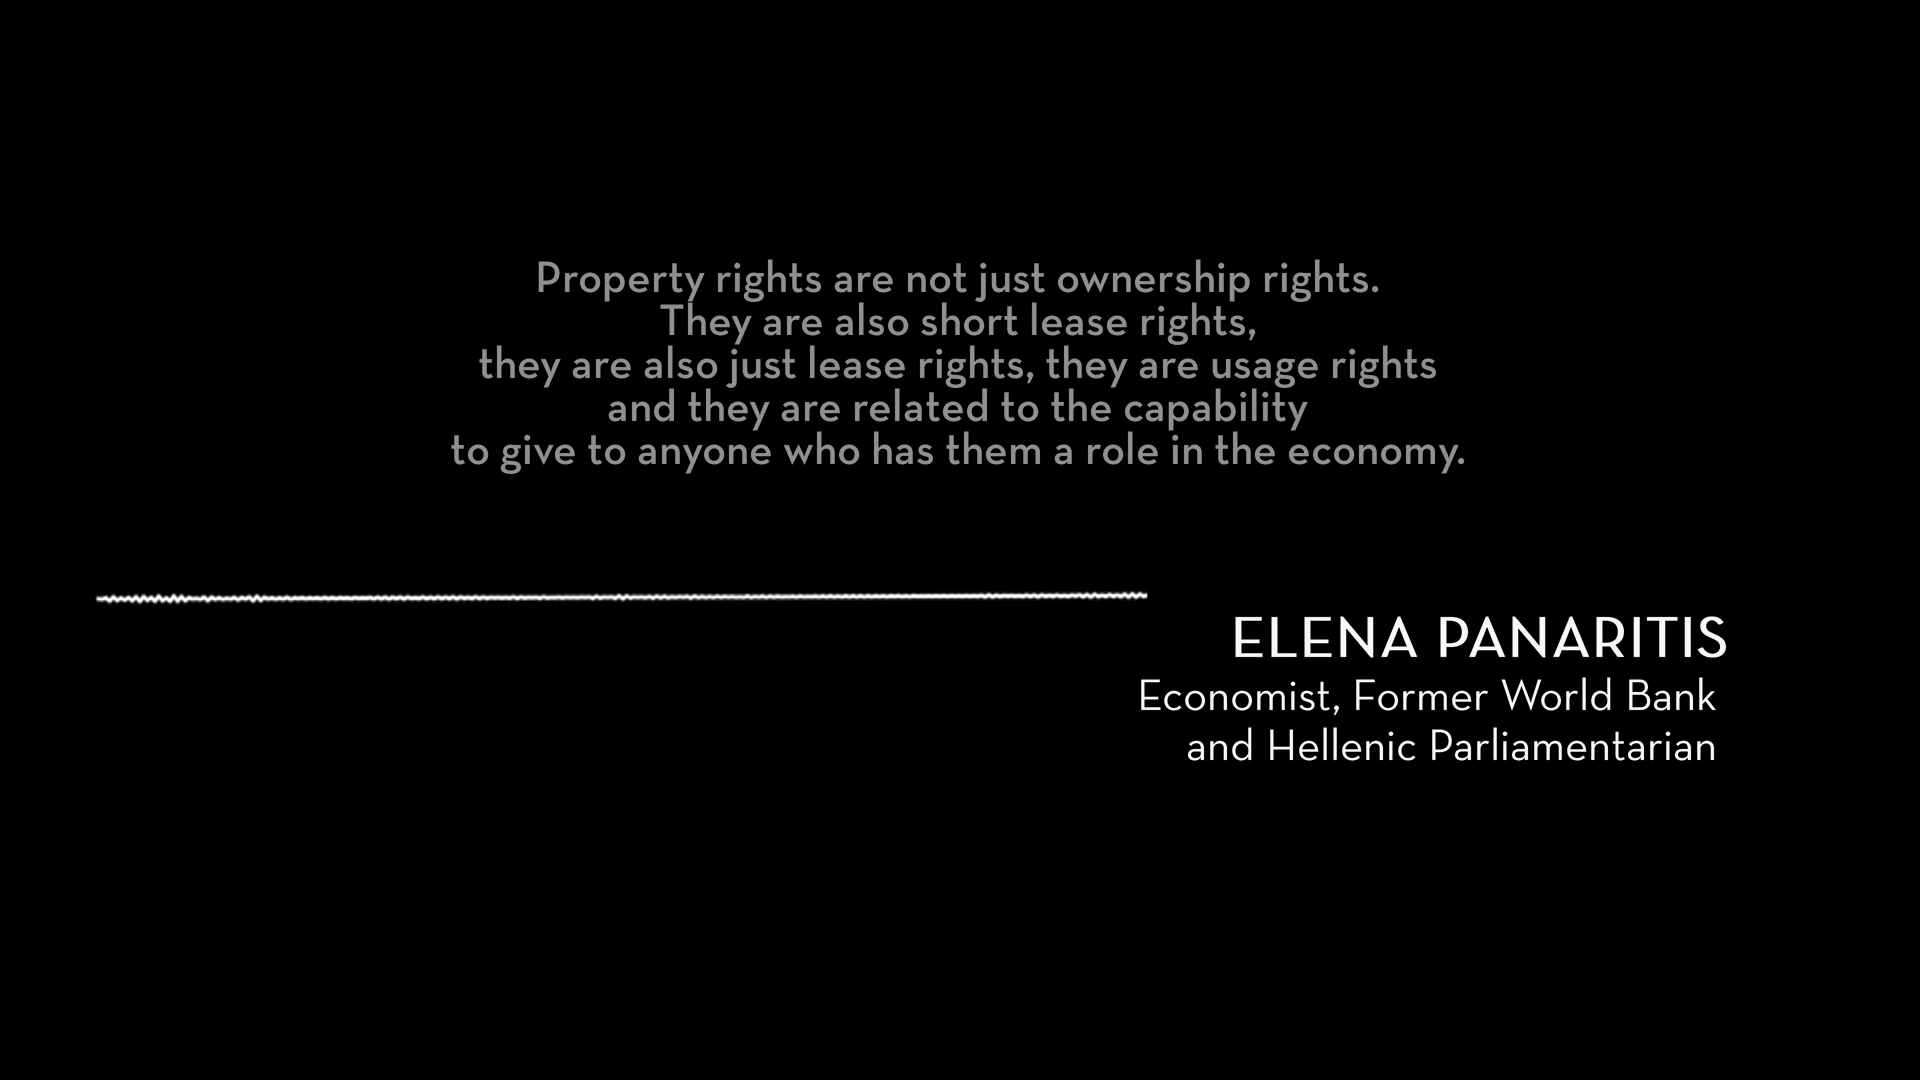 Property rights are not just ownership rights.
They are also short lease rights,
they are also just lease rights, they are usage rights
and they are related to the capability
to give to anyone who has them a role in the economy.
ELENA PANARITIS
Economist, Former World Bank
and Hellenic Parliamentarian